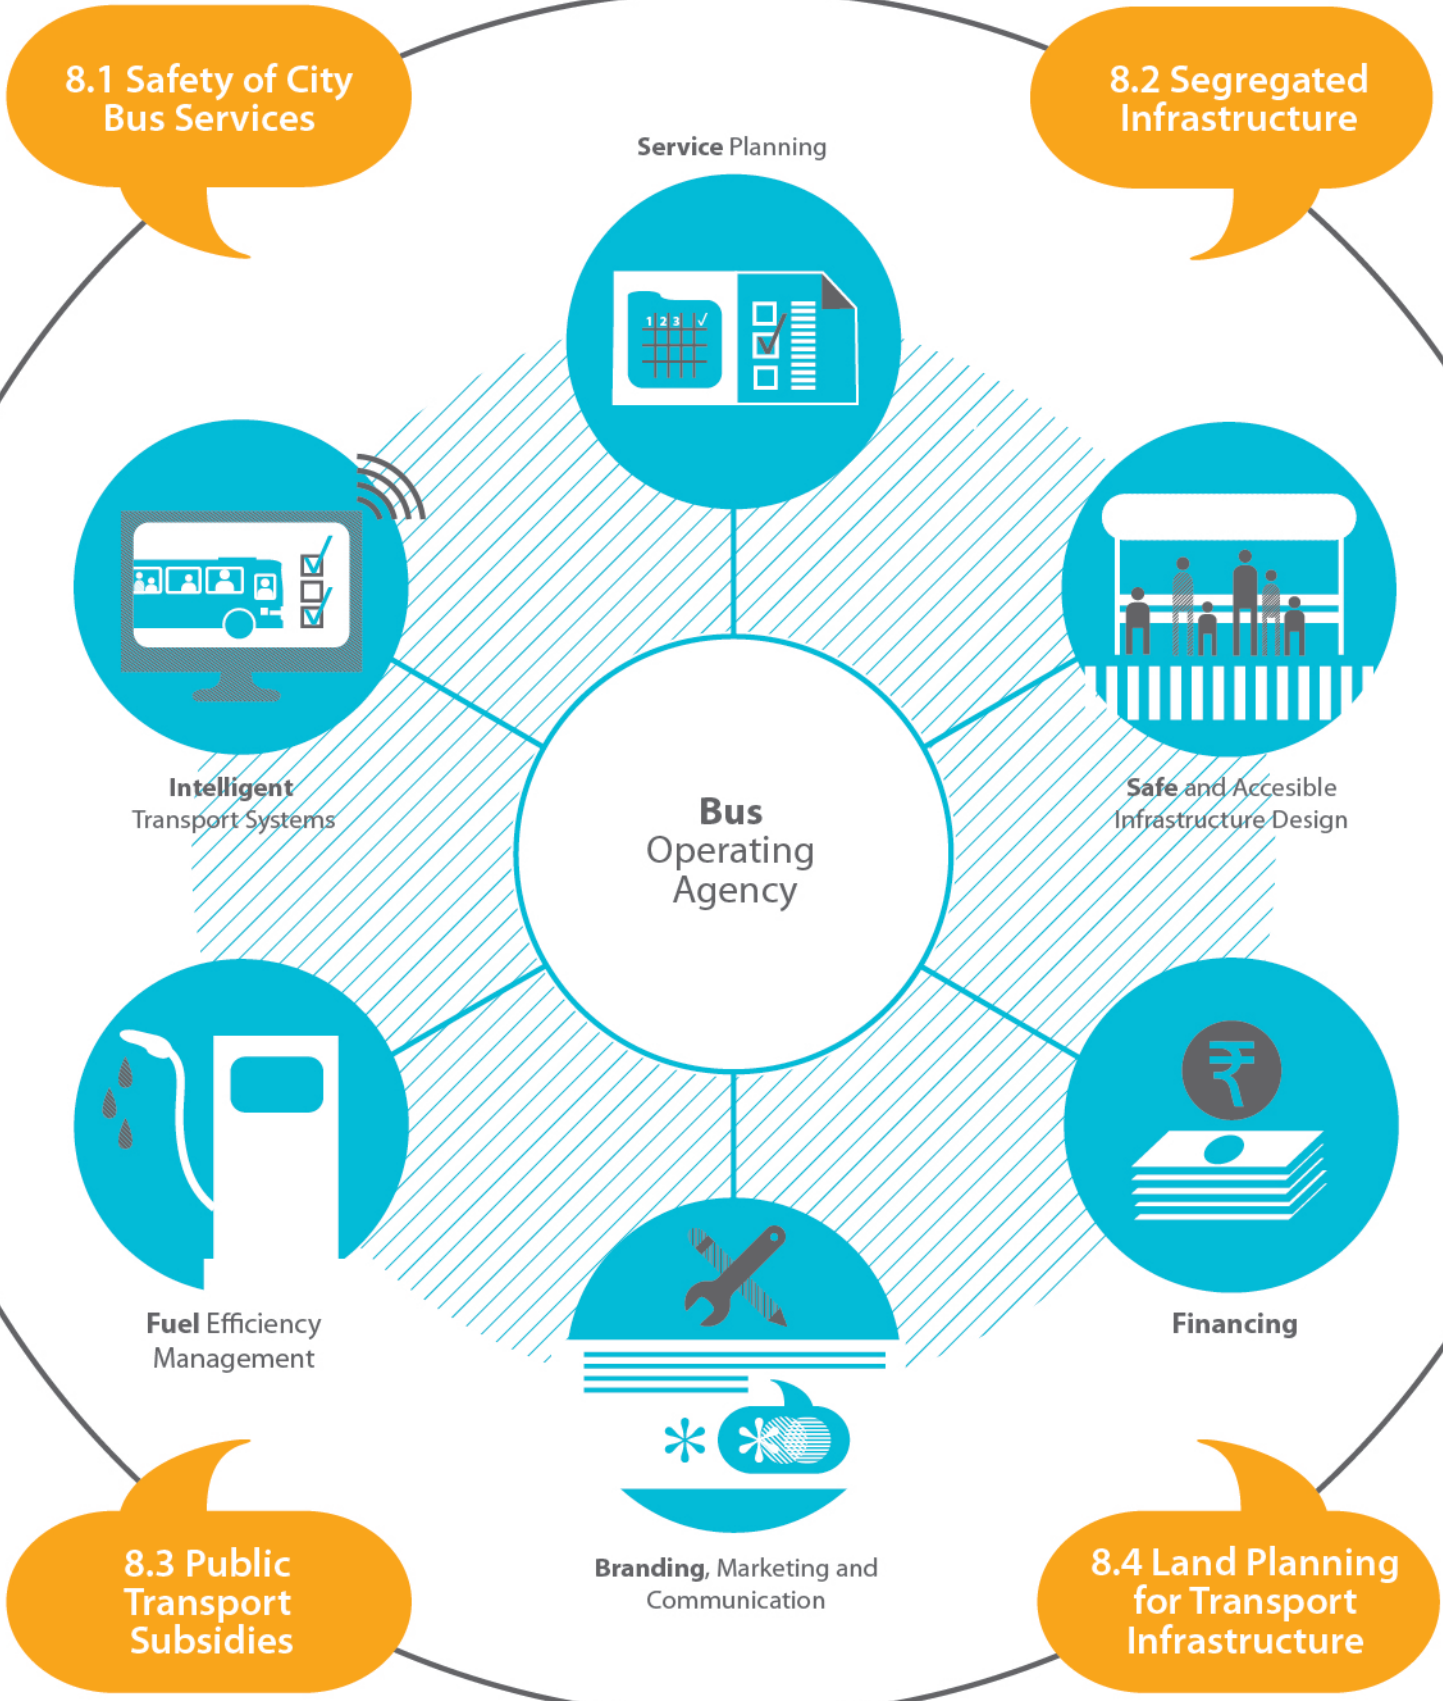 8.1 Safety of City
Bus Services
8.2 Segregated
Infrastructure
Service Planning
1 2 3
Intelligent
Transport Systems
Safe and Accesible
Infrastructure Design
Bus
Operating
Agency
₹
Fuel Efficiency
Management
Financing
Branding, Marketing and
Communication
8.3 Public
Transport
Subsidies
8.4 Land Planning
for Transport
Infrastructure